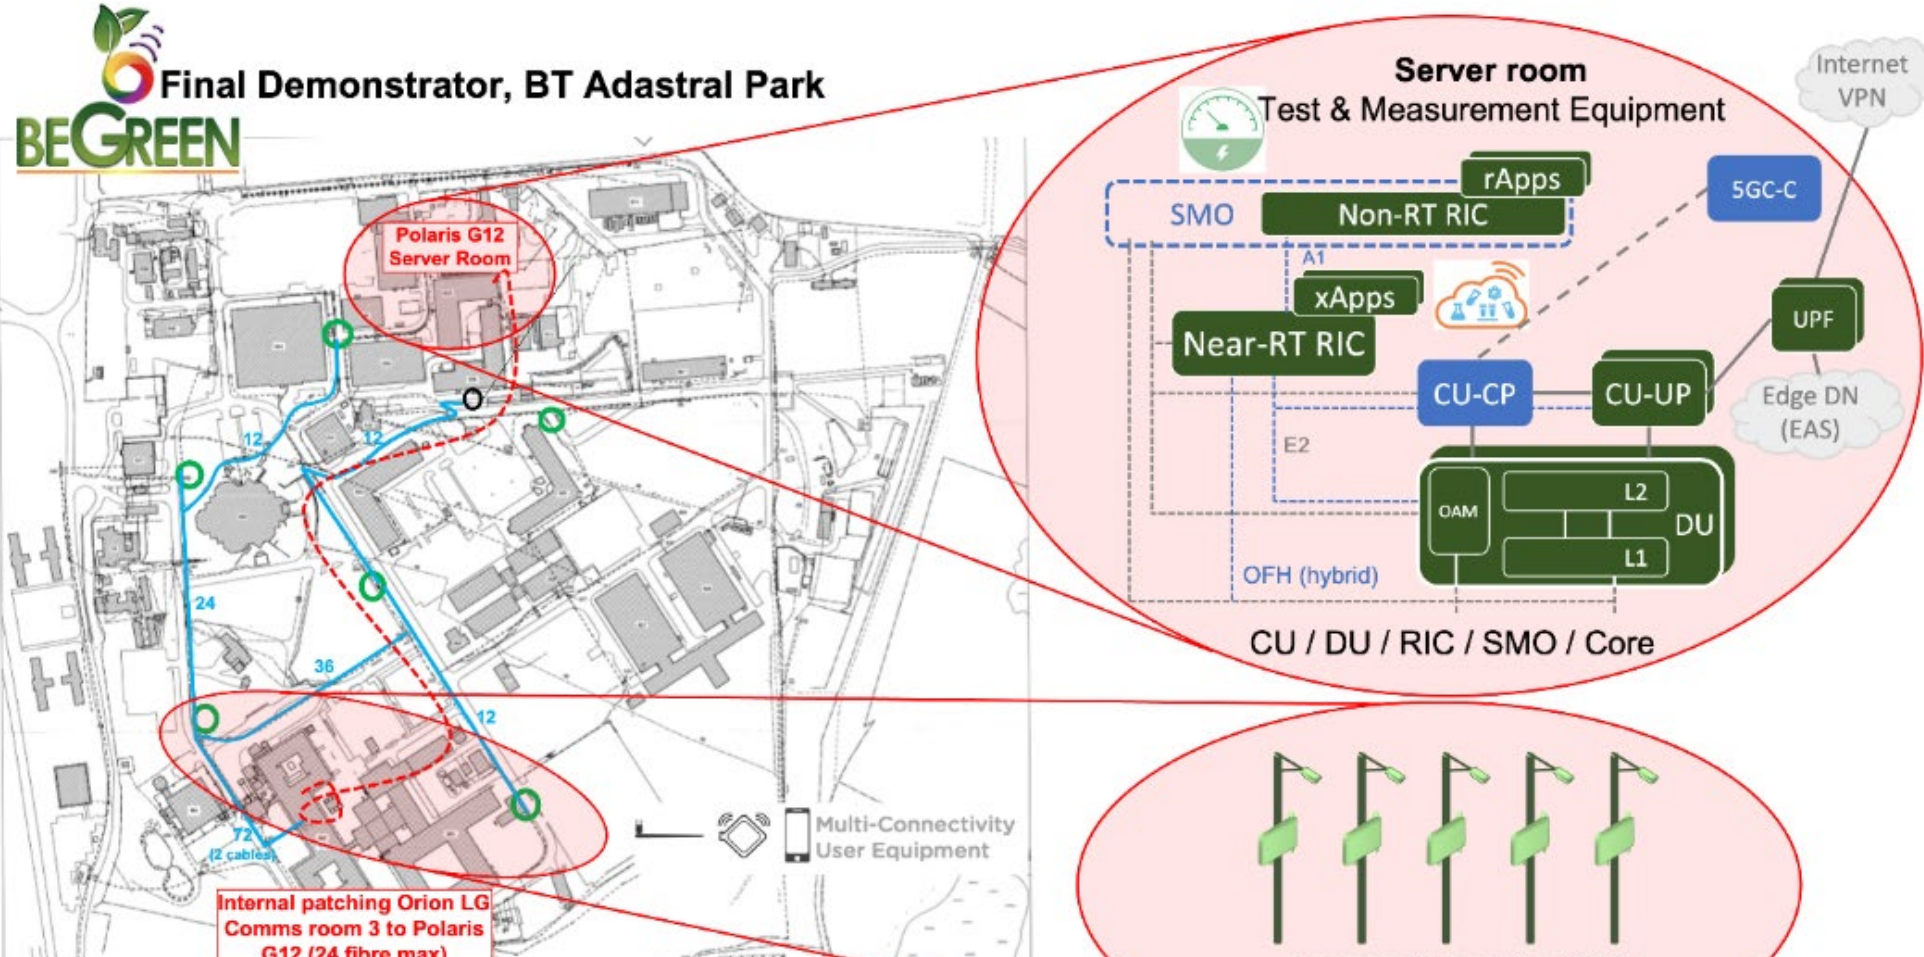 Final Demonstrator, BT Adastral Park
BEGREEN
Polaris G12
Server Room
12
12
24
36
12
72
(2 cables)
Internal patching Orion LG
Comms room 3 to Polaris
G12 (24 fibre max)
Multi-Connectivity
User Equipment
Server room
Test & Measurement Equipment
Internet
VPN
rApps
SMO
Non-RT RIC
5GC-C
A1
xApps
Near-RT RIC
UPF
CU-CP
CU-UP
Edge DN
(EAS)
E2
OAM
L2
DU
L1
OFH (hybrid)
CU / DU / RIC / SMO / Core